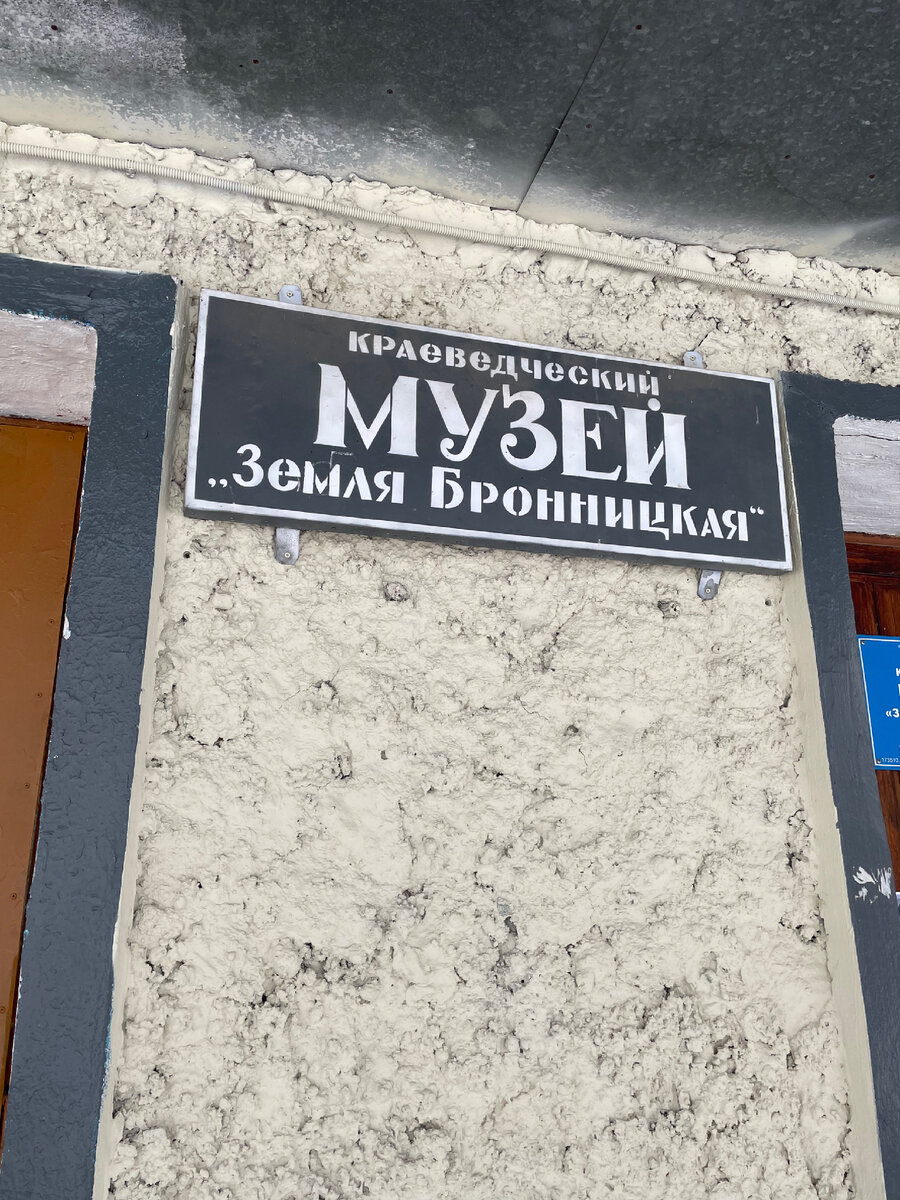 краеведческий
МУЗЕЙ
„Земля Бронницкая“